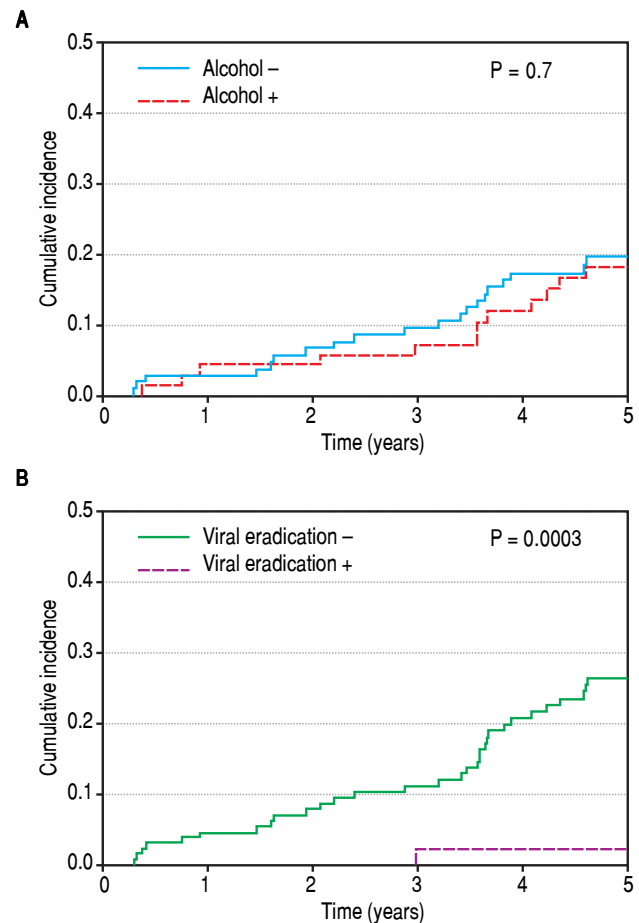 A
0.5
Alcohol –
P = 0.7
Alcohol +
0.4
0.3
0.2
0.1
0.0
Cumulative incidence
0 1 2 3 4 5
Time (years)
B
0.5
Viral eradication –
P = 0.0003
Viral eradication +
0.4
0.3
0.2
0.1
0.0
Cumulative incidence
0 1 2 3 4 5
Time (years)